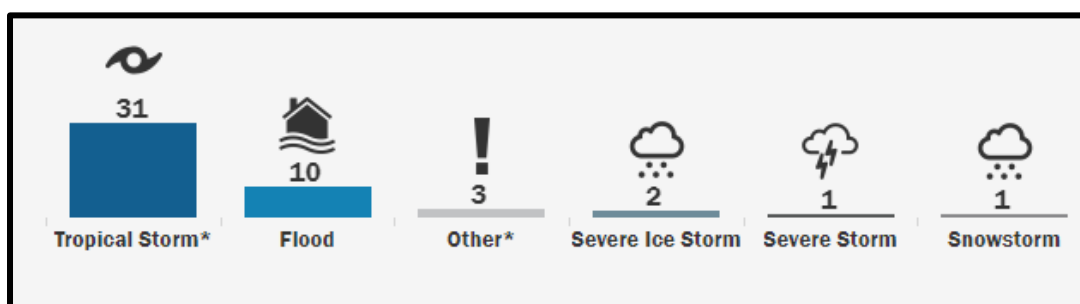 31
10
3
2
1
1
Tropical Storm*
Flood
Other*
Severe Ice Storm
Severe Storm
Snowstorm